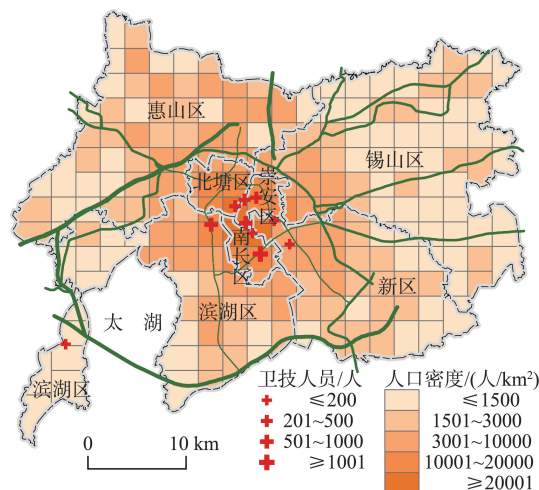 惠山区
锡山区
北塘区
崇安区
南长区
新区
滨湖区
太 湖
滨湖区
0 10 km
卫技人员/人
≤200
201~500
501~1000
≥1001
人口密度/(人/km²)
≤1500
1501~3000
3001~10000
10001~20000
≥20001